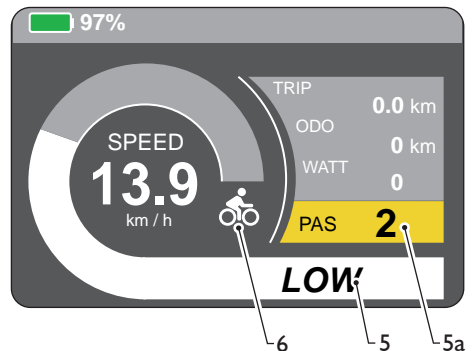 97%
SPEED
13.9
km / h
TRIP
0.0 km
ODO
0 km
WATT
0
PAS 2
LOW
6
5
5a